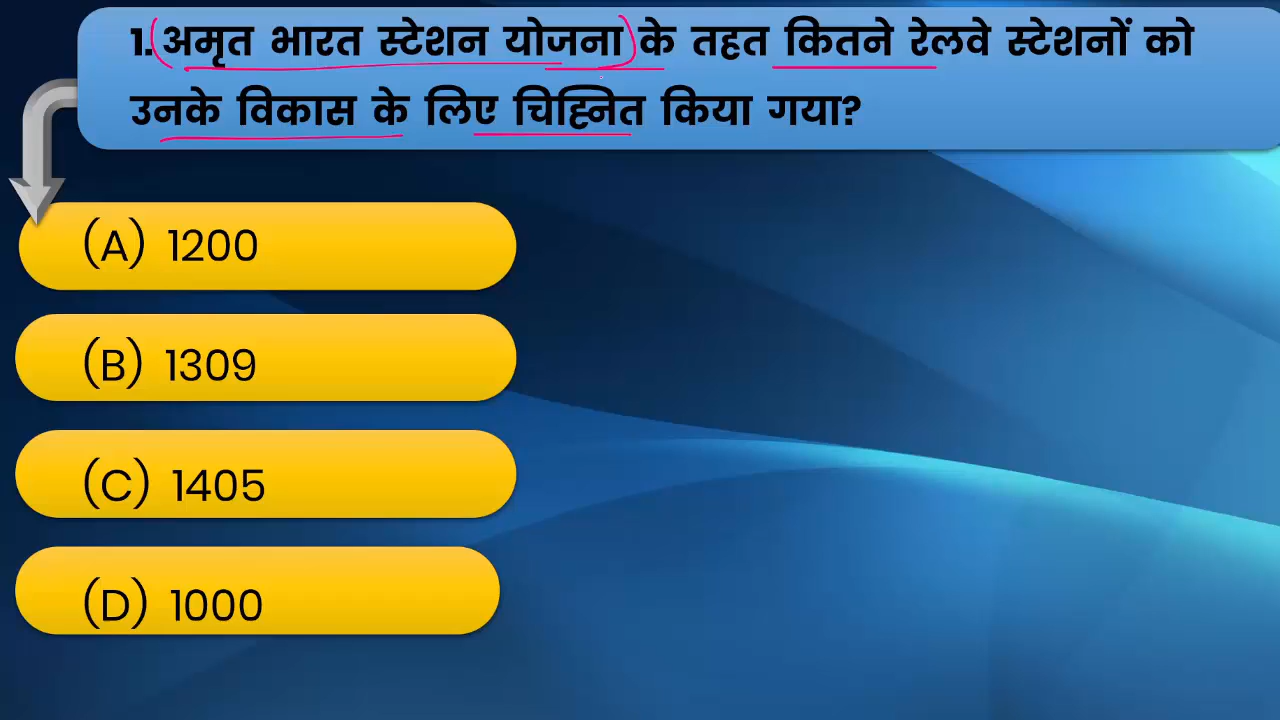 1. अमृत भारत स्टेशन योजना के तहत कितने रेलवे स्टेशनों को
उनके विकास के लिए चिह्नित किया गया?
(A) 1200
(B) 1309
(C) 1405
(D) 1000